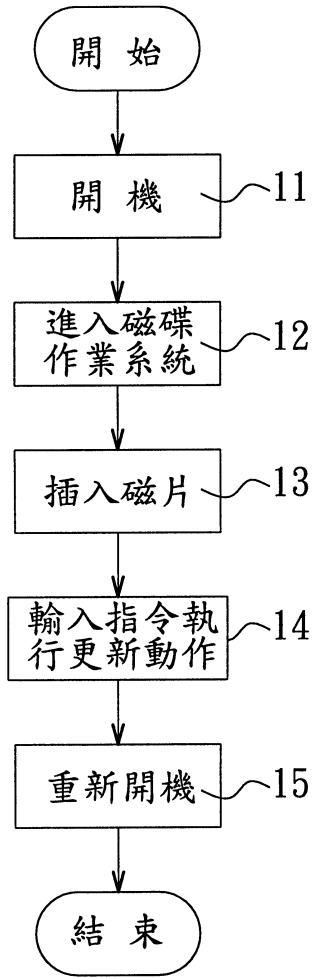 開始
開機
11
進入磁碟
作業系統
12
插入磁片
13
輸入指令執
行更新動作
14
重新開機
15
結束